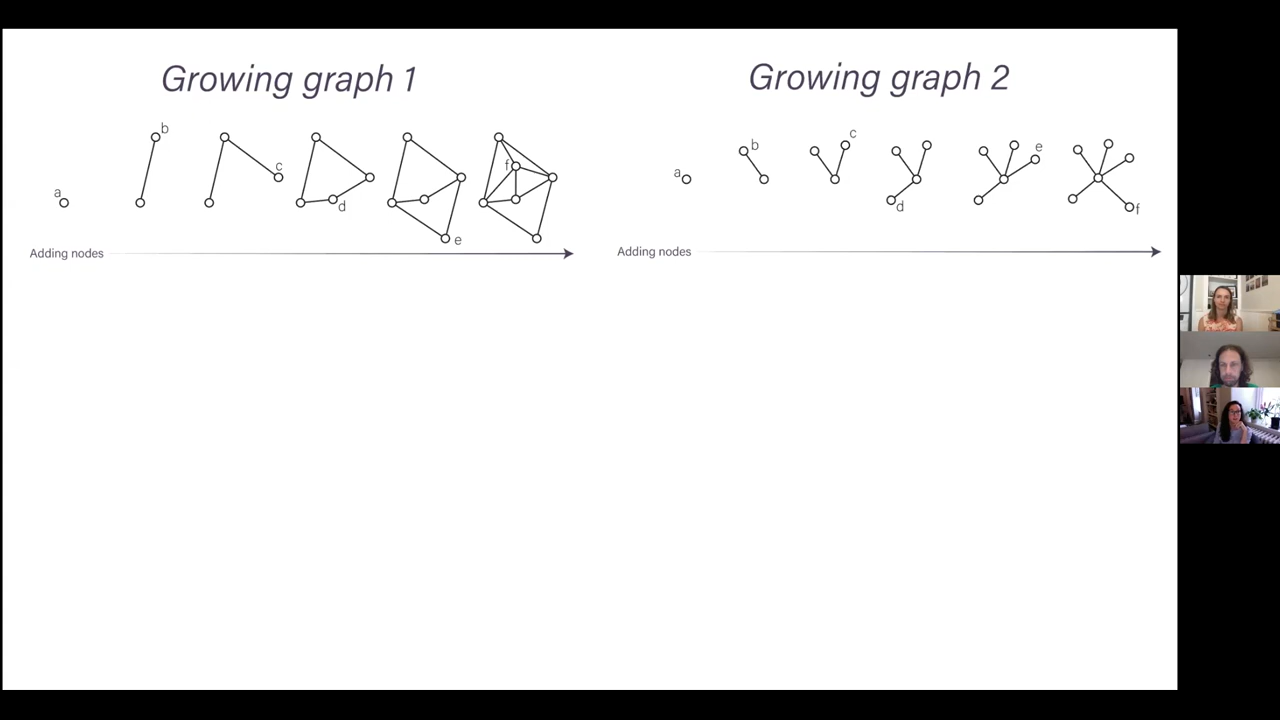 Growing graph 1
b
c
a
d
e
f
Adding nodes
Growing graph 2
b
c
a
d
e
f
Adding nodes